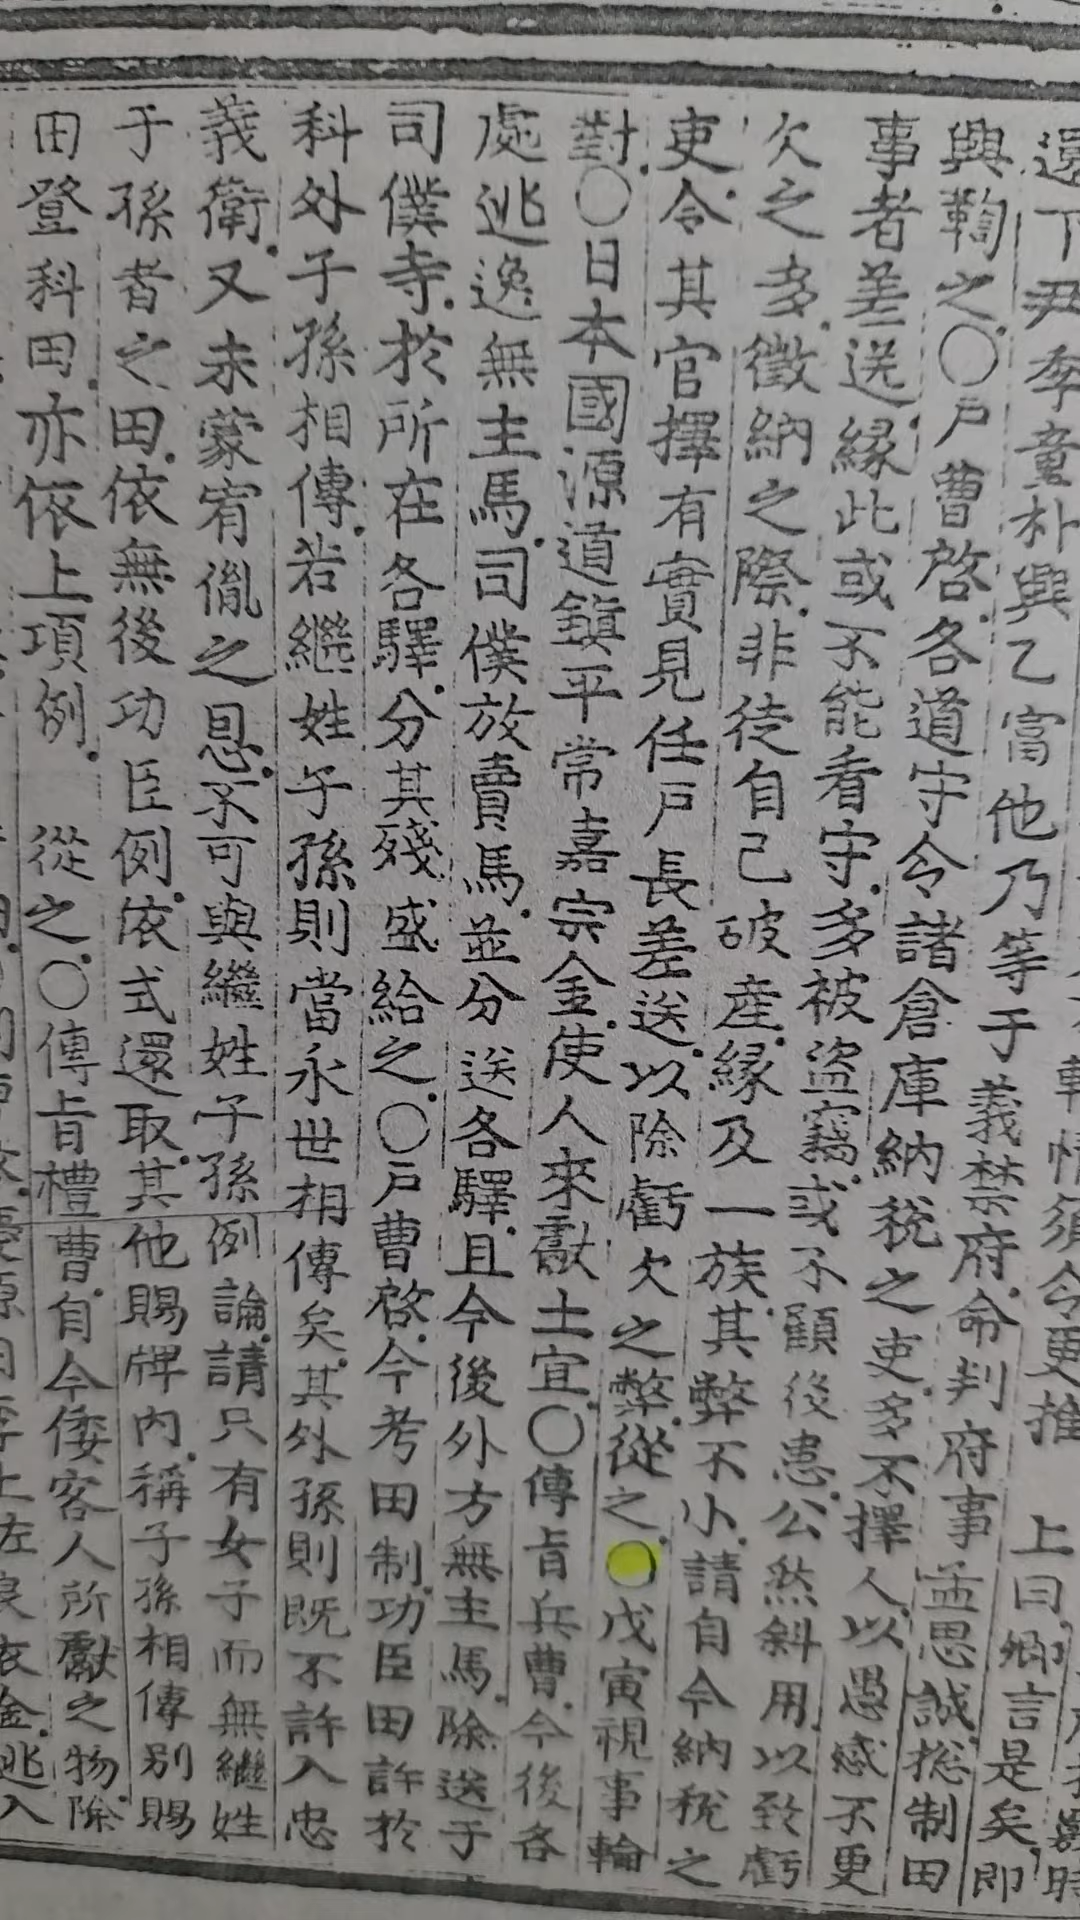 還下尹季童朴興乙富他乃等于義禁府命判府事孟思誠摠制田
興鞫之○戶曹啓各道守令諸倉庫納稅之吏多不擇人以愚惑不更
事者差送緣此或不能看守多被盜竊或不顧後患公然斜用以致虧
欠之多徵納之際非徒自己破產緣及一族其弊不小請自今納稅之
吏令其官擇有實見任戶長差送以除虧欠之弊從之○戊寅視事輪
對○日本國源道鎭平常嘉宗金使人來獻土宜○傳旨兵曹今後各
處逃逸無主馬司僕放賣馬並分送各驛且今後外方無主馬除送于
司僕寺於所在各驛分其殘盛給之○戶曹啓今考田制功臣田許於
科外子孫相傳若繼姓子孫則當永世相傳矣其外孫則旣不許入忠
義衛又未蒙宥胤之恩不可與繼姓子孫例論請只有女子而無繼姓
子孫者之田依無後功臣例依式還取其他賜牌內稱子孫相傳別賜
田登科田亦依上項例 從之○傳旨禮曹自今倭客人所獻之物除